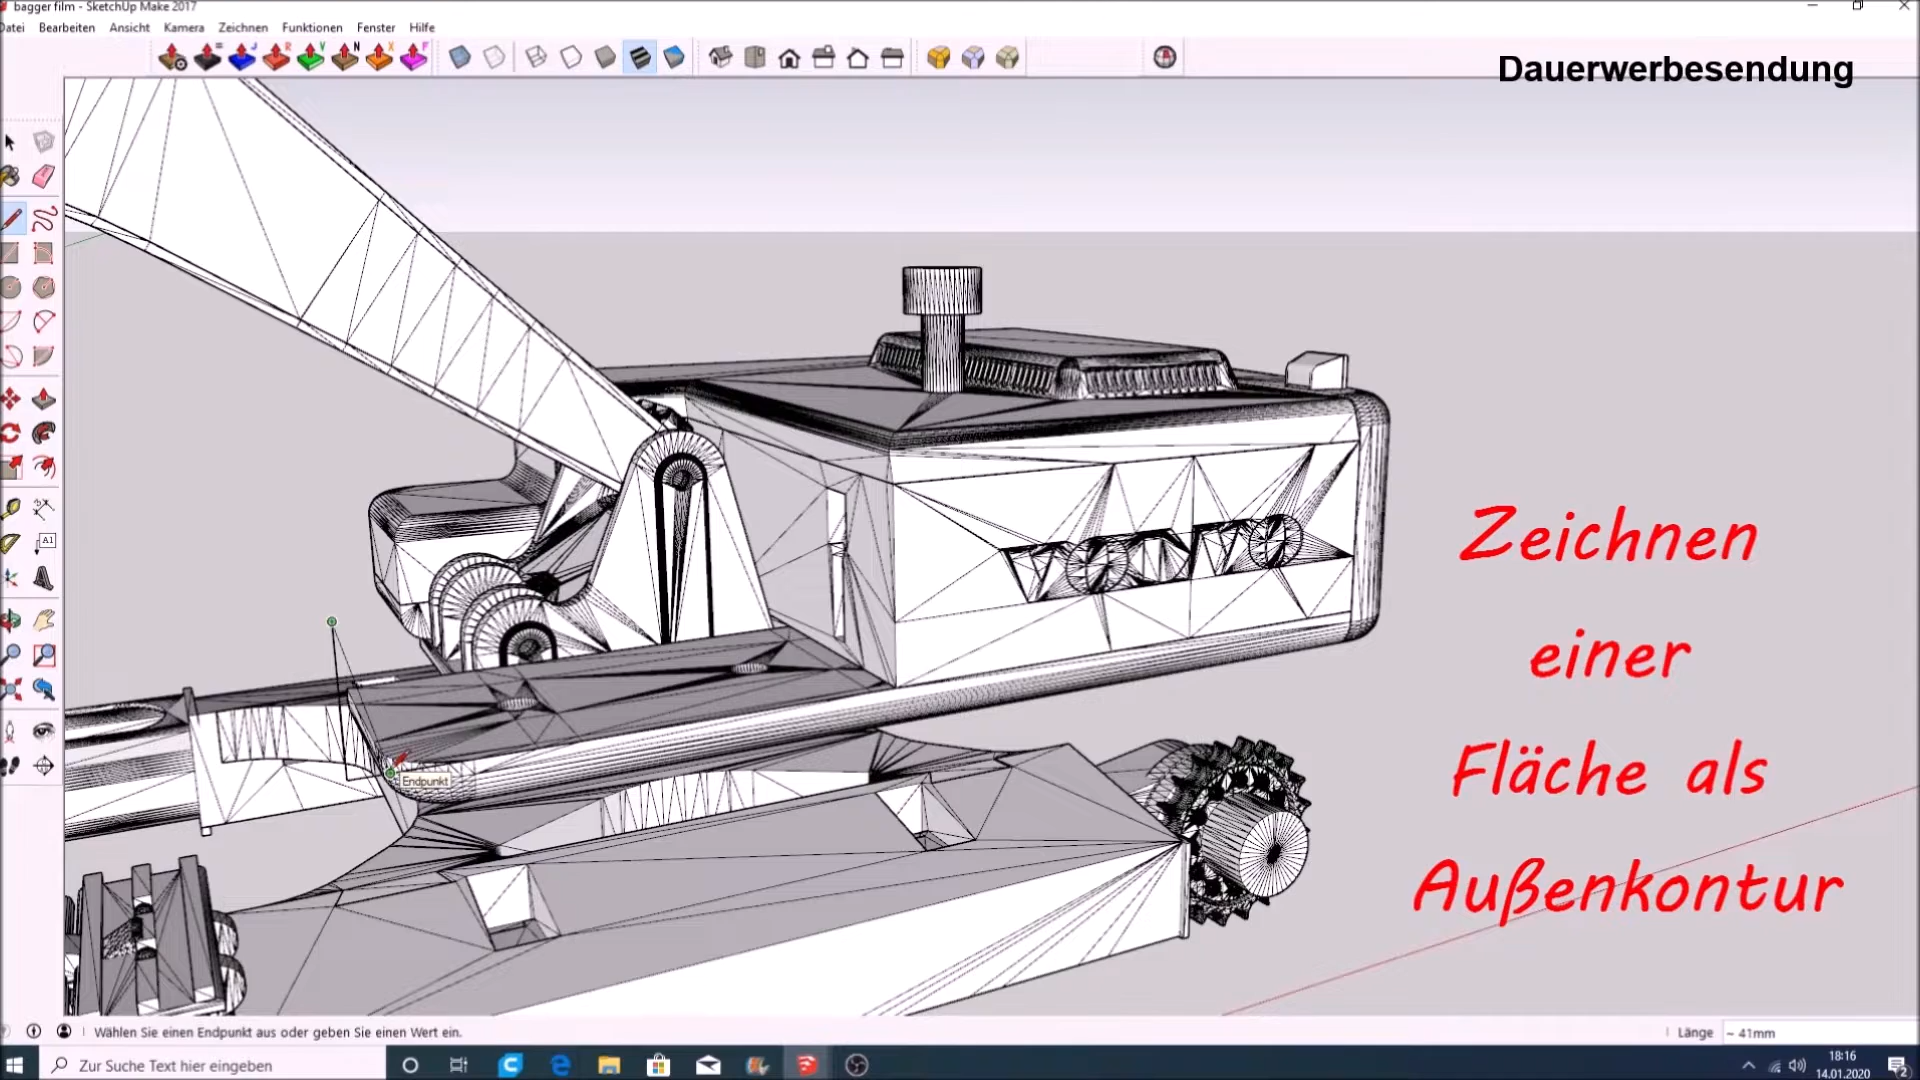 bagger film - SketchUp Make 2017
Datei Bearbeiten Ansicht Kamera Zeichnen Funktionen Fenster Hilfe
= J R V N X F
Dauerwerbesendung
A1
Zeichnen
einer
Fläche als
Außenkontur
Endpunkt
Wählen Sie einen Endpunkt aus oder geben Sie einen Wert ein.
Länge ~ 41mm
Zur Suche Text hier eingeben
18:16
14.01.2020
2